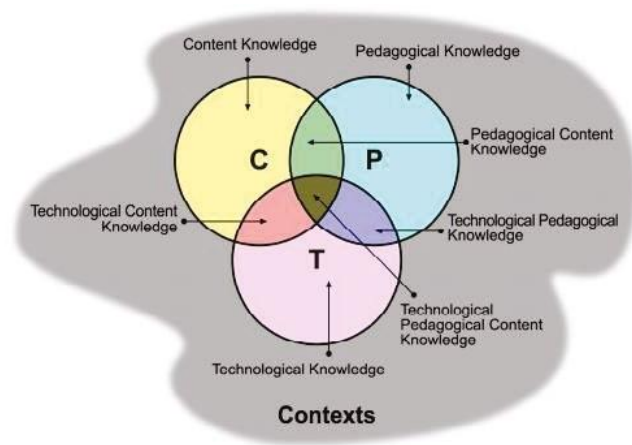 Content Knowledge
Pedagogical Knowledge
C
P
Pedagogical Content
Knowledge
Technological Content
Knowledge
Technological Pedagogical
Knowledge
T
Technological
Pedagogical Content
Knowledge
Technological Knowledge
Contexts